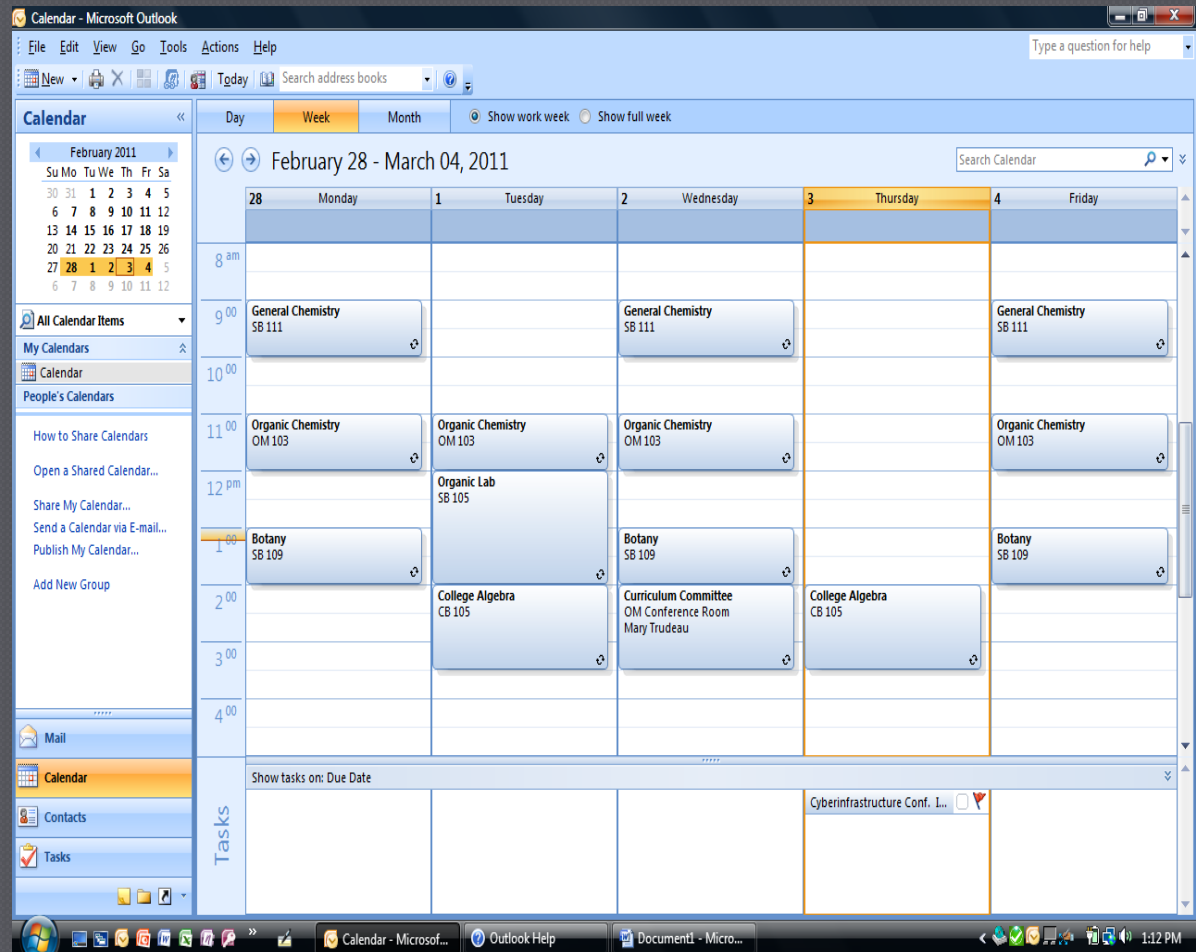 Calendar - Microsoft Outlook
File Edit View Go Tools Actions Help
Type a question for help
New Today Search address books
Calendar «
Day Week Month Show work week Show full week
February 2011
Su Mo Tu We Th Fr Sa
30 31 1 2 3 4 5
6 7 8 9 10 11 12
13 14 15 16 17 18 19
20 21 22 23 24 25 26
27 28 1 2 3 4 5
6 7 8 9 10 11 12
All Calendar Items
My Calendars
Calendar
People's Calendars
How to Share Calendars
Open a Shared Calendar...
Share My Calendar...
Send a Calendar via E-mail...
Publish My Calendar...
Add New Group
Mail
Calendar
Contacts
Tasks
February 28 - March 04, 2011
Search Calendar
28 Monday 1 Tuesday 2 Wednesday 3 Thursday 4 Friday
8 am
9 00
General Chemistry
SB 111
General Chemistry
SB 111
General Chemistry
SB 111
10 00
11 00
Organic Chemistry
OM 103
Organic Chemistry
OM 103
Organic Chemistry
OM 103
Organic Chemistry
OM 103
12 pm
Organic Lab
SB 105
1 00
Botany
SB 109
Botany
SB 109
Botany
SB 109
2 00
College Algebra
CB 105
Curriculum Committee
OM Conference Room
Mary Trudeau
College Algebra
CB 105
3 00
4 00
Show tasks on: Due Date
Tasks
Cyberinfrastructure Conf. I...
Calendar - Microsof... Outlook Help Document1 - Micro... 1:12 PM